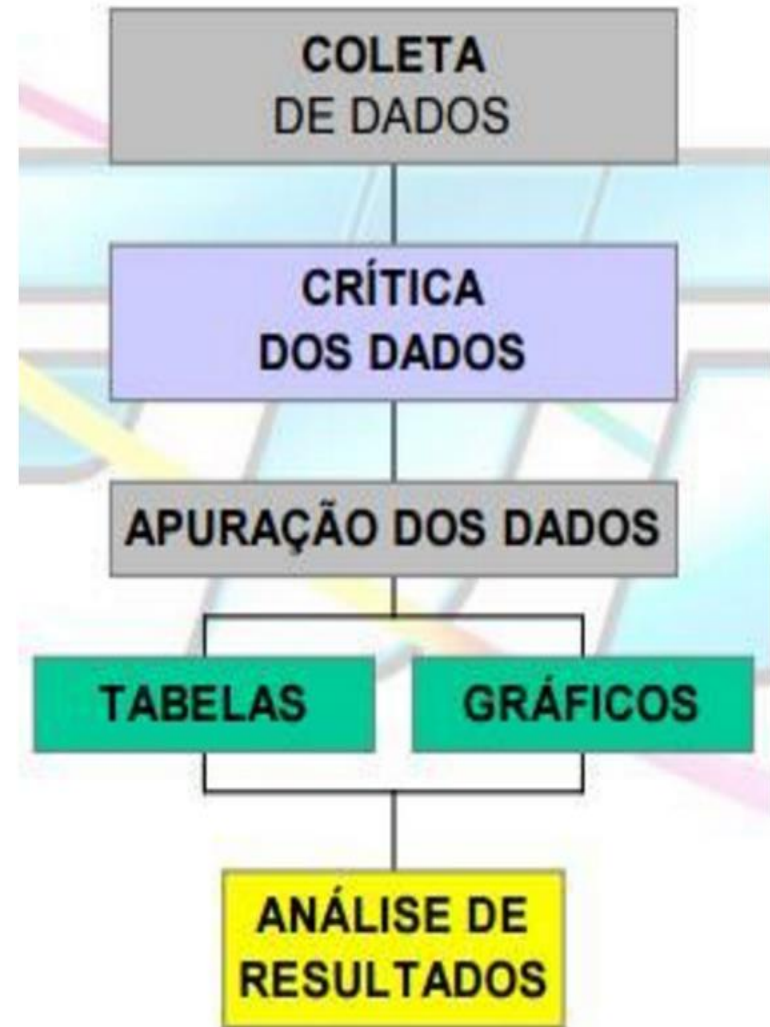 COLETA
DE DADOS
CRÍTICA
DOS DADOS
APURAÇÃO DOS DADOS
TABELAS
GRÁFICOS
ANÁLISE DE
RESULTADOS